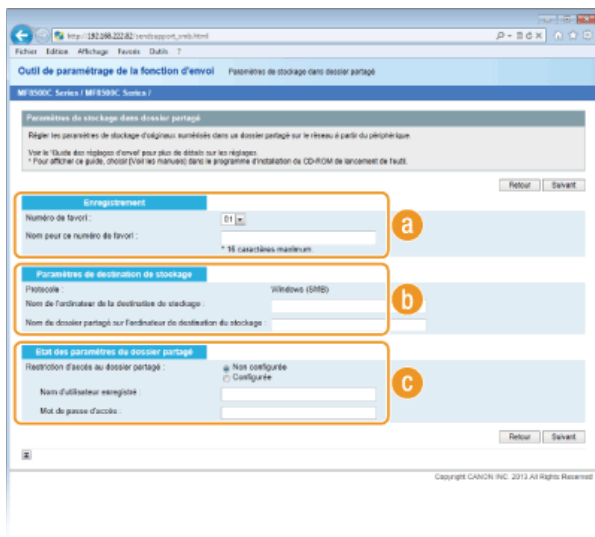 http://192.168.222.82/sendsupport_smb.html
Fichier Edition Affichage Favoris Outils ?
Outil de paramétrage de la fonction d'envoi Paramètres de stockage dans dossier partagé
MF8500C Series / MF8500C Series /
Paramètres de stockage dans dossier partagé
Régler les paramètres de stockage d'originaux numérisés dans un dossier partagé sur le réseau à partir du périphérique.
Voir le "Guide des réglages d'envoi" pour plus de détails sur les réglages.
* Pour afficher ce guide, choisir [Voir les manuels] dans le programme d'installation du CD-ROM de lancement de l'outil.
Retour Suivant
Enregistrement
Numéro de favori : 01
Nom pour ce numéro de favori :
* 16 caractères maximum.
a
Paramètres de destination de stockage
Protocole : Windows (SMB)
Nom de l'ordinateur de la destination de stockage :
Nom de dossier partagé sur l'ordinateur de destination du stockage :
b
Etat des paramètres du dossier partagé
Restriction d'accès au dossier partagé : Non configurée
Configurée
Nom d'utilisateur enregistré :
Mot de passe d'accès :
c
Retour Suivant
Copyright CANON INC. 2013 All Rights Reserved